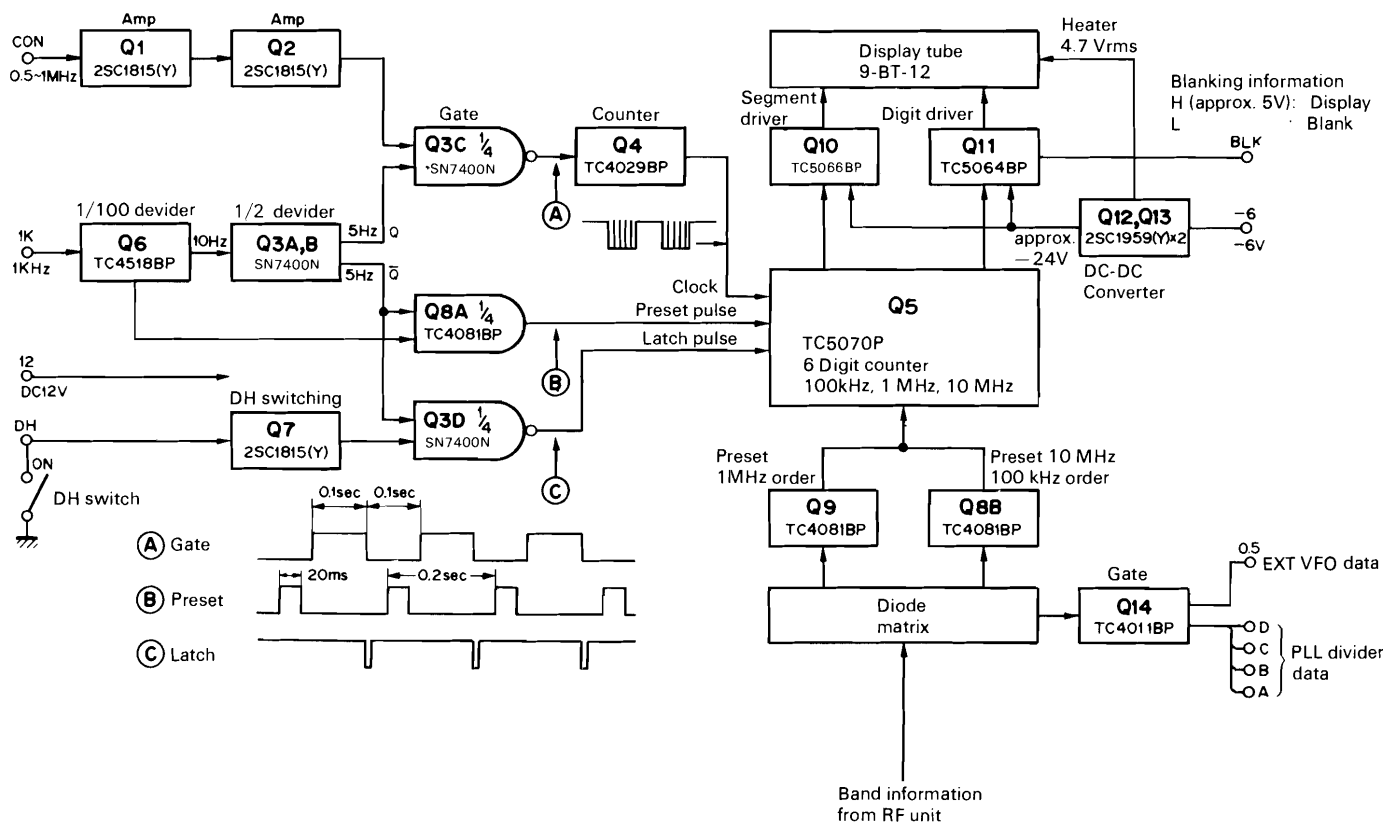 CON
0.5~1MHz
Amp
Q1
2SC1815(Y)
Amp
Q2
2SC1815(Y)
Gate
Q3C 1/4
*SN7400N
Counter
Q4
TC4029BP
A
1K
1KHz
1/100 devider
Q6
TC4518BP
10Hz
1/2 devider
Q3A,B
SN7400N
5Hz Q
5Hz Q̅
Q8A 1/4
TC4081BP
B
12
DC12V
DH
ON
DH switch
DH switching
Q7
2SC1815(Y)
Q3D 1/4
SN7400N
C
Clock
Preset pulse
Latch pulse
Q5
TC5070P
6 Digit counter
100kHz, 1 MHz, 10 MHz
Display tube
9-BT-12
Heater
4.7 Vrms
Segment
driver
Q10
TC5066BP
Digit driver
Q11
TC5064BP
Blanking information
H (approx. 5V): Display
L : Blank
BLK
Q12,Q13
2SC1959(Y)×2
DC-DC
Converter
approx.
−24V
-6
-6V
Preset
1MHz order
Q9
TC4081BP
Preset 10 MHz
100 kHz order
Q8B
TC4081BP
Diode
matrix
Gate
Q14
TC4011BP
0.5
EXT VFO data
D
C
B
A
PLL divider
data
Band information
from RF unit
0.1sec
0.1sec
A Gate
20ms
0.2sec
B Preset
C Latch